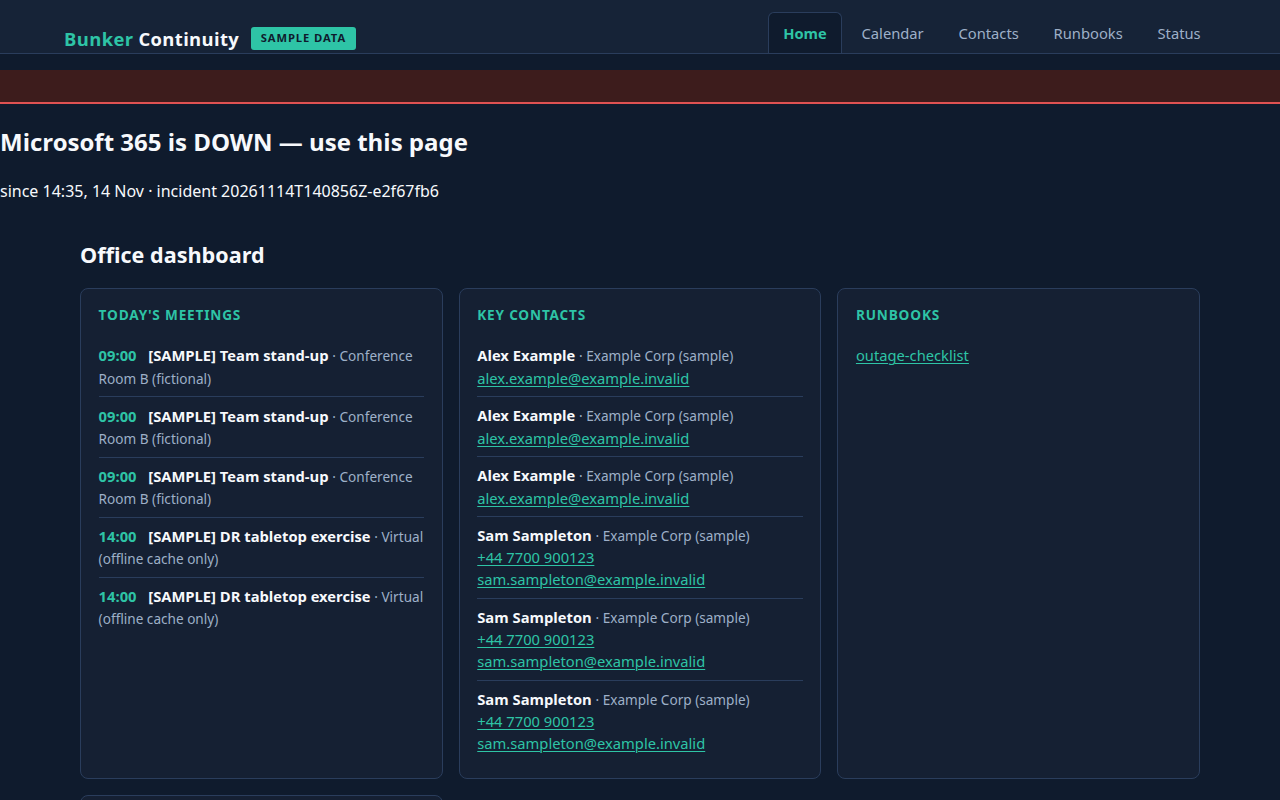 Bunker Continuity SAMPLE DATA
Home Calendar Contacts Runbooks Status
Microsoft 365 is DOWN — use this page
since 14:35, 14 Nov · incident 20261114T140856Z-e2f67fb6
Office dashboard
TODAY'S MEETINGS
09:00 [SAMPLE] Team stand-up · Conference
Room B (fictional)
09:00 [SAMPLE] Team stand-up · Conference
Room B (fictional)
09:00 [SAMPLE] Team stand-up · Conference
Room B (fictional)
14:00 [SAMPLE] DR tabletop exercise · Virtual
(offline cache only)
14:00 [SAMPLE] DR tabletop exercise · Virtual
(offline cache only)
KEY CONTACTS
Alex Example · Example Corp (sample)
alex.example@example.invalid
Alex Example · Example Corp (sample)
alex.example@example.invalid
Alex Example · Example Corp (sample)
alex.example@example.invalid
Sam Sampleton · Example Corp (sample)
+44 7700 900123
sam.sampleton@example.invalid
Sam Sampleton · Example Corp (sample)
+44 7700 900123
sam.sampleton@example.invalid
Sam Sampleton · Example Corp (sample)
+44 7700 900123
sam.sampleton@example.invalid
RUNBOOKS
outage-checklist